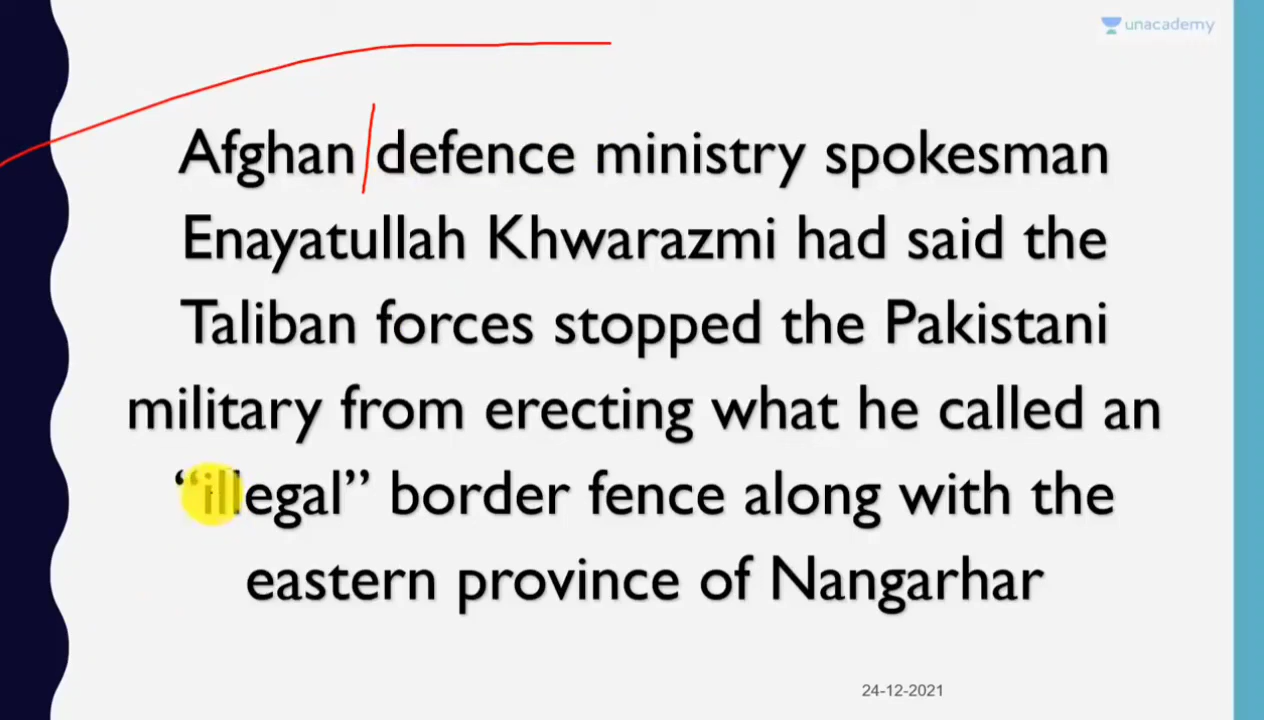 unacademy
Afghan defence ministry spokesman
Enayatullah Khwarazmi had said the
Taliban forces stopped the Pakistani
military from erecting what he called an
“illegal” border fence along with the
eastern province of Nangarhar
24-12-2021